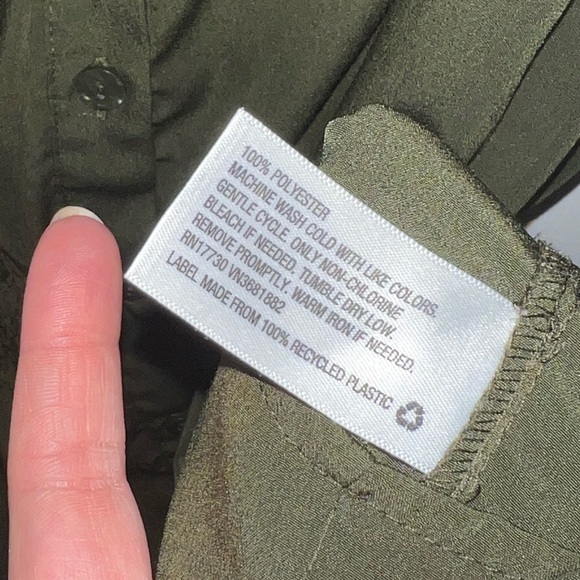 100% POLYESTER
MACHINE WASH COLD WITH LIKE COLORS.
GENTLE CYCLE. ONLY NON-CHLORINE
BLEACH IF NEEDED. TUMBLE DRY LOW
REMOVE PROMPTLY. WARM IRON IF NEEDED.
RN17730 VN3681882
LABEL MADE FROM 100% RECYCLED PLASTIC